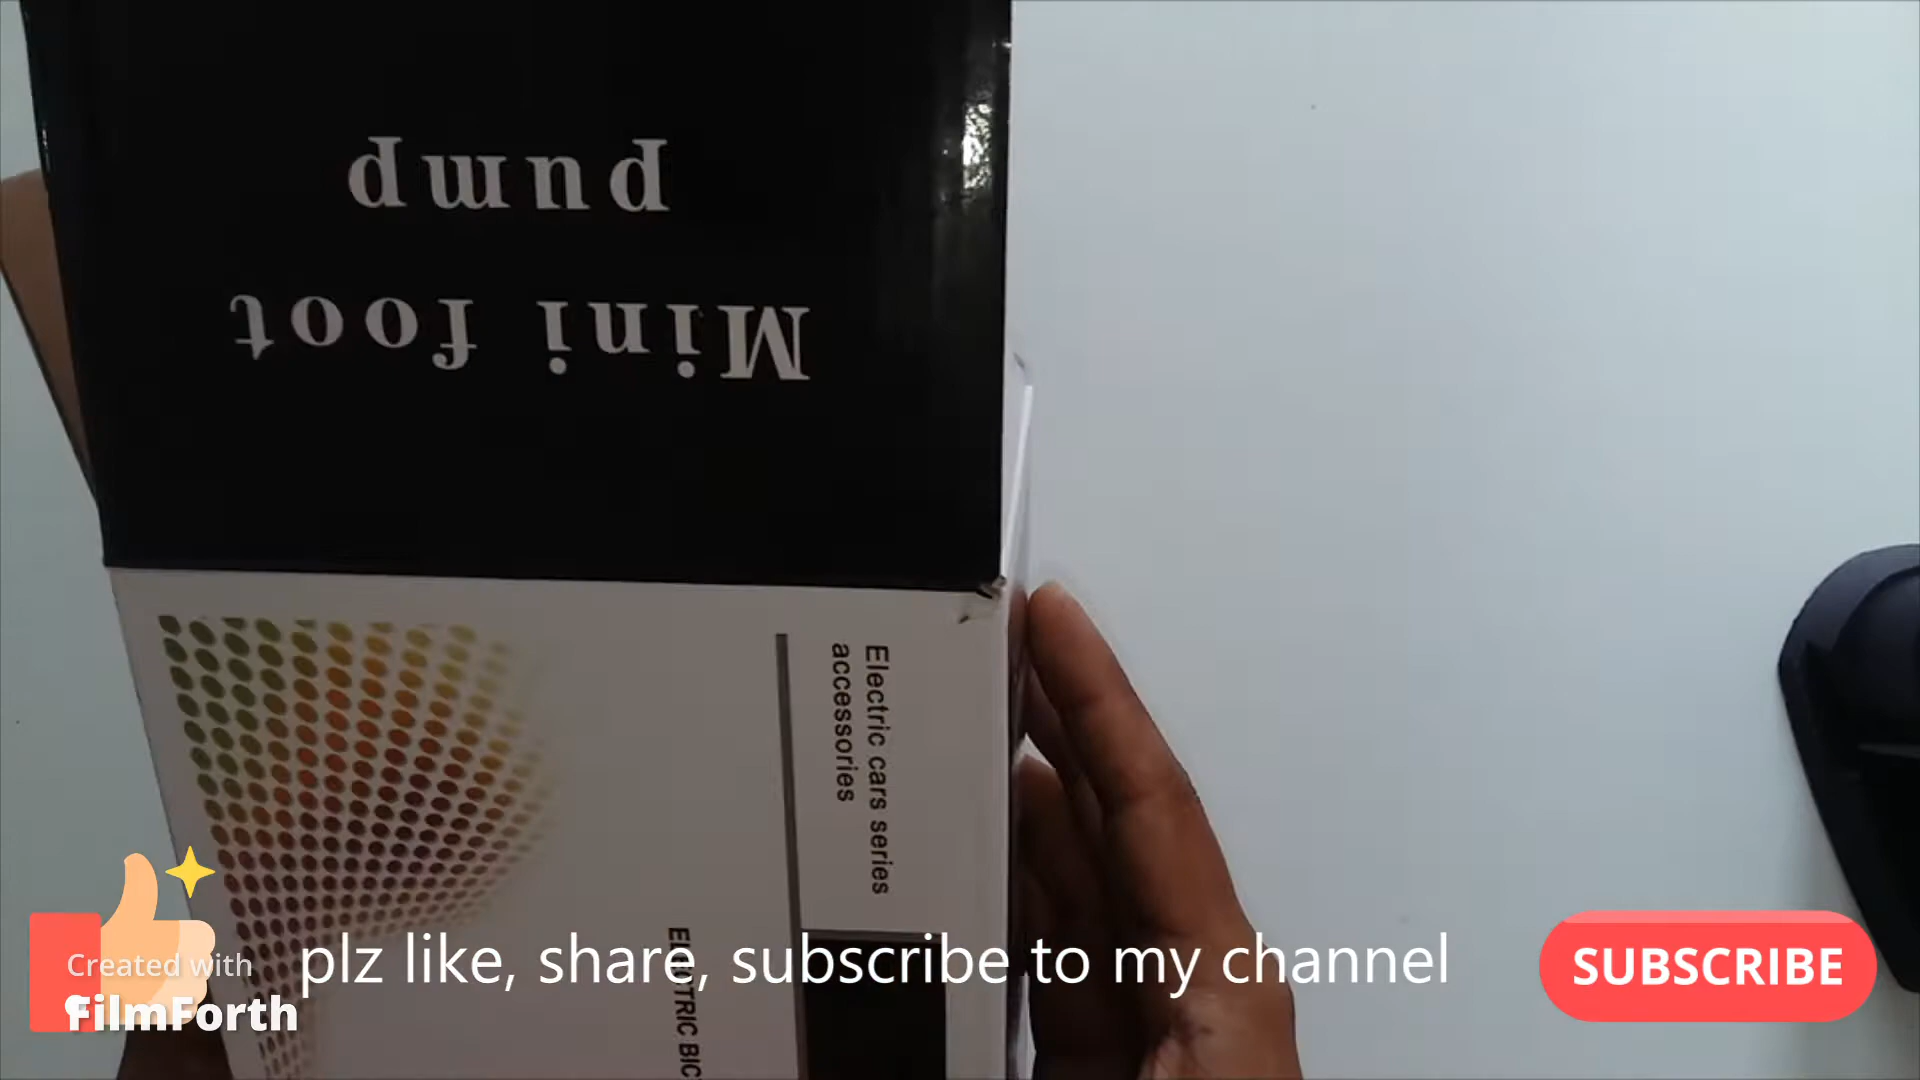 Mini foot
pump
Electric cars series
accessories
plz like, share, subscribe to my channel
SUBSCRIBE
Created with
FilmForth